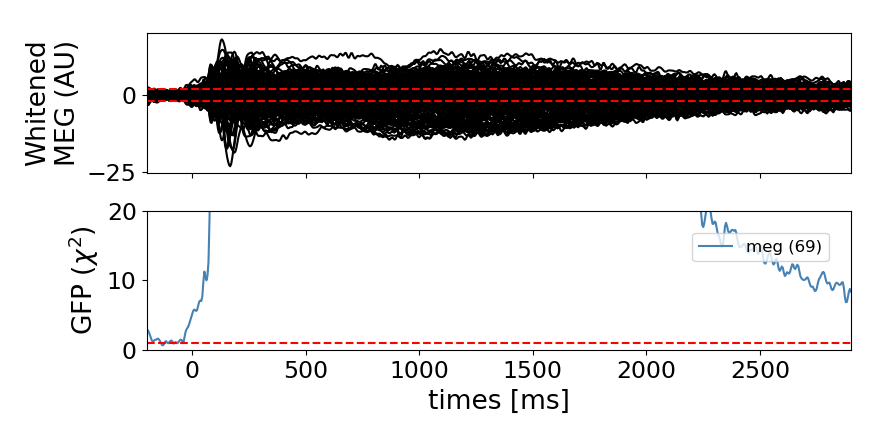 Whitened
MEG (AU)
0
−25
GFP (χ²)
20
10
0
meg (69)
0 500 1000 1500 2000 2500
times [ms]